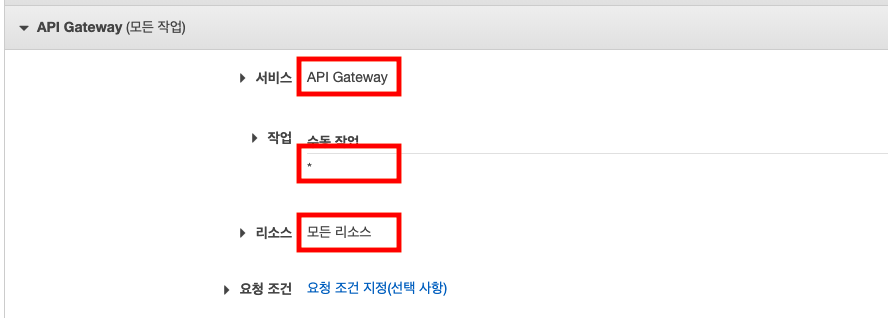 API Gateway (모든 작업)
서비스 API Gateway
작업 수동 작업
*
리소스 모든 리소스
요청 조건 요청 조건 지정(선택 사항)